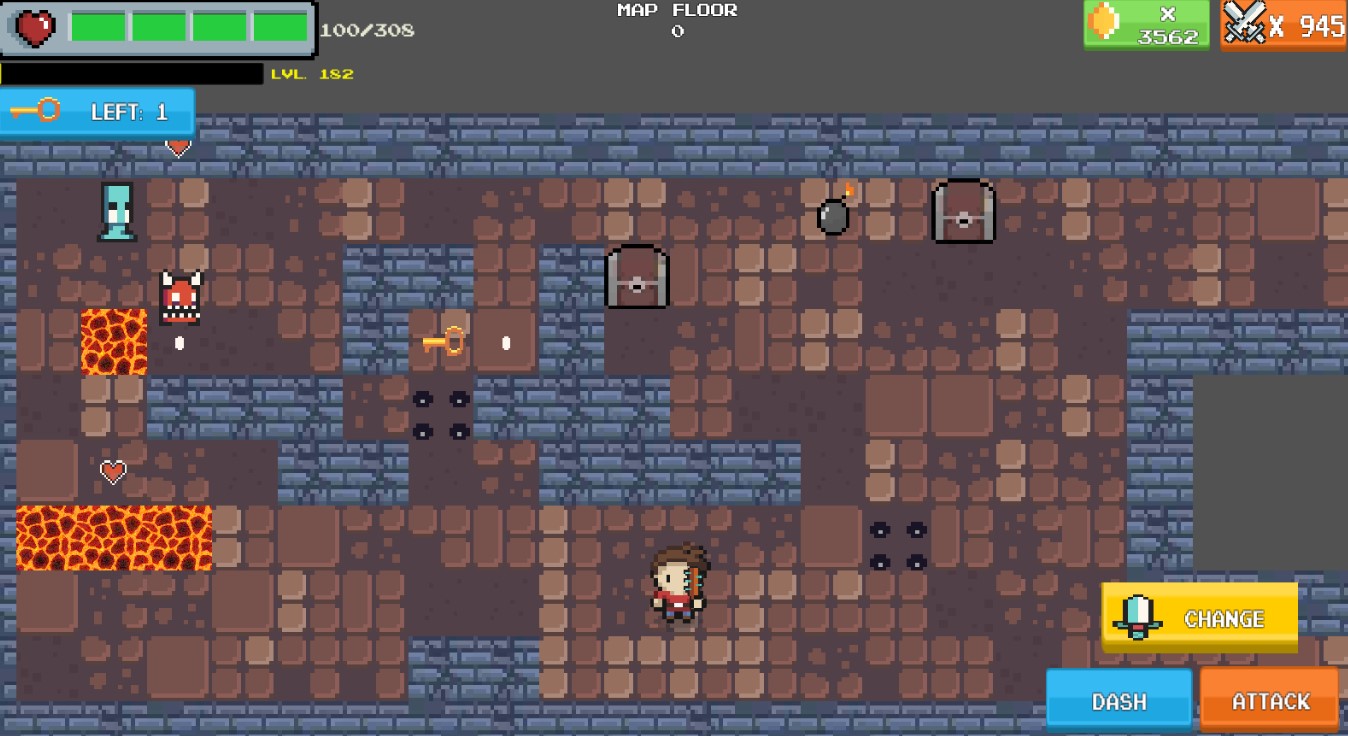 MAP FLOOR
0
100/308
X
3562
X 945
LVL. 182
LEFT: 1
CHANGE
DASH
ATTACK